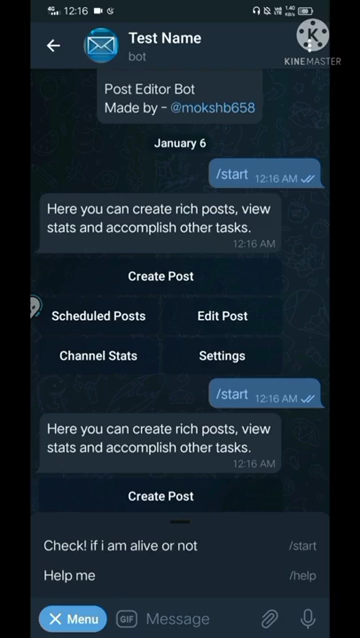 4G 12:16
Test Name
bot
K
KINEMASTER
Post Editor Bot
Made by - @mokshb658
January 6
/start 12:16 AM
Here you can create rich posts, view
stats and accomplish other tasks.
12:16 AM
Create Post
Scheduled Posts Edit Post
Channel Stats Settings
/start 12:16 AM
Here you can create rich posts, view
stats and accomplish other tasks.
12:16 AM
Create Post
Check! if i am alive or not /start
Help me /help
Menu GIF Message